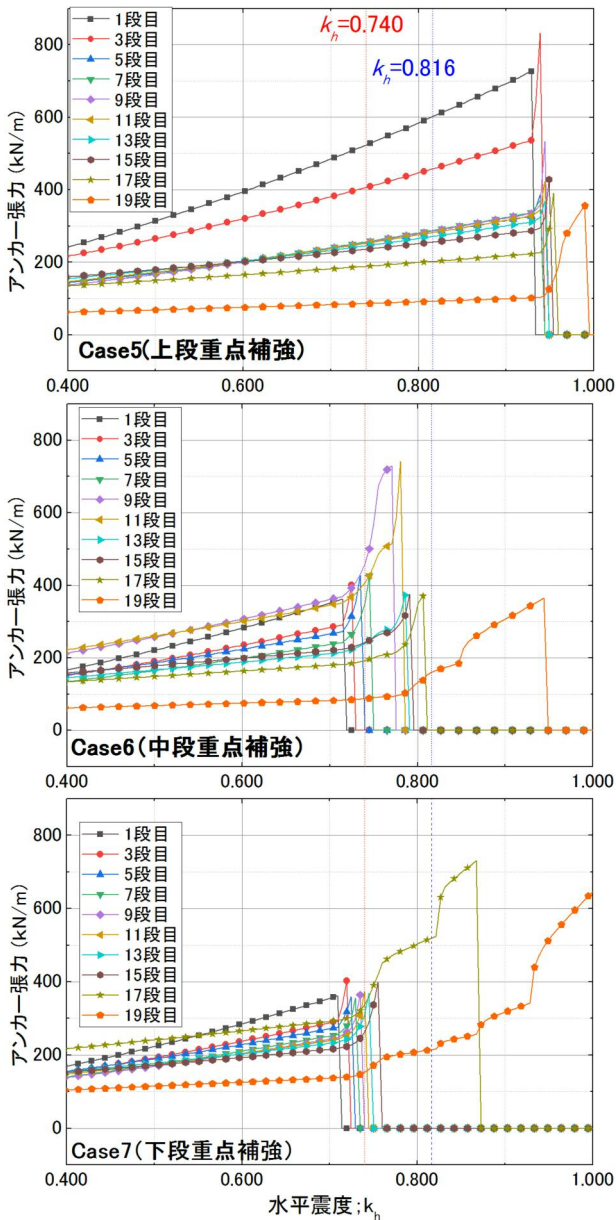 800
600
400
200
0
アンカー張力 (kN/m)
1段目
3段目
5段目
7段目
9段目
11段目
13段目
15段目
17段目
19段目
k_h=0.740
k_h=0.816
Case5(上段重点補強)
0.400
0.600
0.800
1.000
800
600
400
200
0
アンカー張力 (kN/m)
1段目
3段目
5段目
7段目
9段目
11段目
13段目
15段目
17段目
19段目
Case6(中段重点補強)
0.400
0.600
0.800
1.000
800
600
400
200
0
アンカー張力 (kN/m)
1段目
3段目
5段目
7段目
9段目
11段目
13段目
15段目
17段目
19段目
Case7(下段重点補強)
0.400
0.600
0.800
1.000
水平震度;k_h